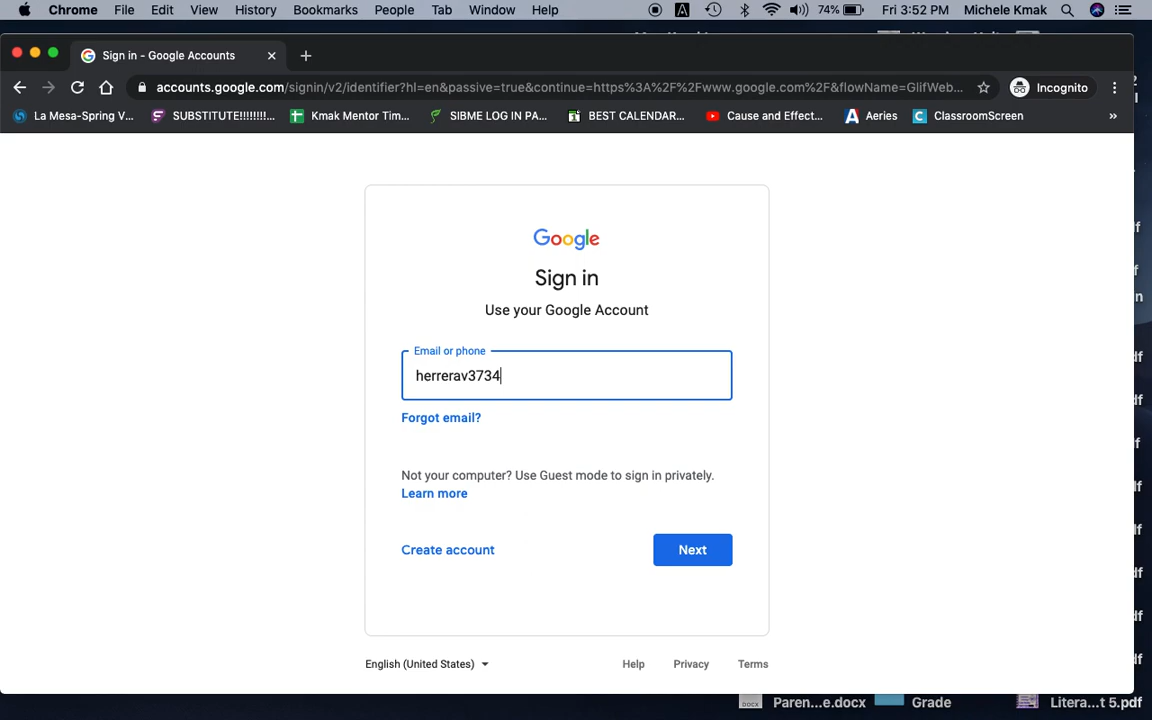 Chrome File Edit View History Bookmarks People Tab Window Help 74% Fri 3:52 PM Michele Kmak
Sign in - Google Accounts
accounts.google.com/signin/v2/identifier?hl=en&passive=true&continue=https%3A%2F%2Fwww.google.com%2F&flowName=GlifWeb... Incognito
La Mesa-Spring V... SUBSTITUTE!!!!!!!!... Kmak Mentor Tim... SIBME LOG IN PA... BEST CALENDAR... Cause and Effect... Aeries ClassroomScreen »
Google
Sign in
Use your Google Account
Email or phone
herrerav3734
Forgot email?
Not your computer? Use Guest mode to sign in privately.
Learn more
Create account Next
English (United States) Help Privacy Terms
Paren...e.docx Grade Litera...t 5.pdf